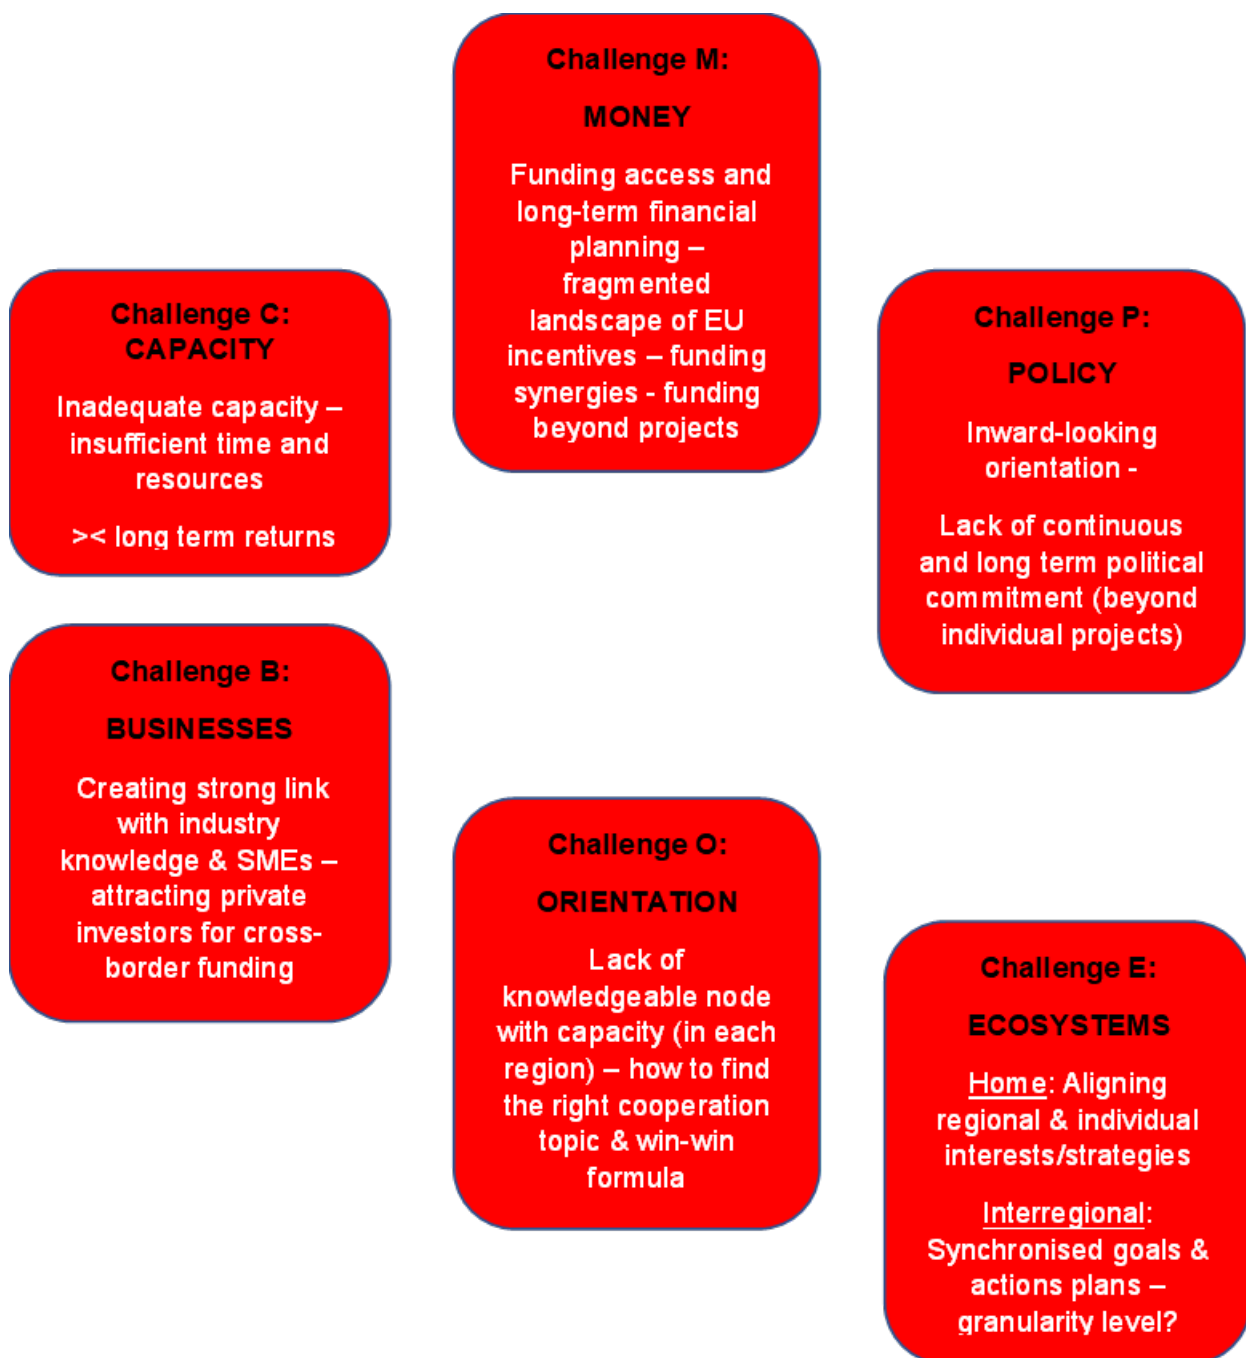 Challenge M:
MONEY
Funding access and
long-term financial
planning –
fragmented
landscape of EU
incentives – funding
synergies - funding
beyond projects
Challenge C:
CAPACITY
Inadequate capacity –
insufficient time and
resources
>< long term returns
Challenge P:
POLICY
Inward-looking
orientation -
Lack of continuous
and long term political
commitment (beyond
individual projects)
Challenge B:
BUSINESSES
Creating strong link
with industry
knowledge & SMEs –
attracting private
investors for cross-
border funding
Challenge O:
ORIENTATION
Lack of
knowledgeable node
with capacity (in each
region) – how to find
the right cooperation
topic & win-win
formula
Challenge E:
ECOSYSTEMS
Home: Aligning
regional & individual
interests/strategies
Interregional:
Synchronised goals &
actions plans –
granularity level?